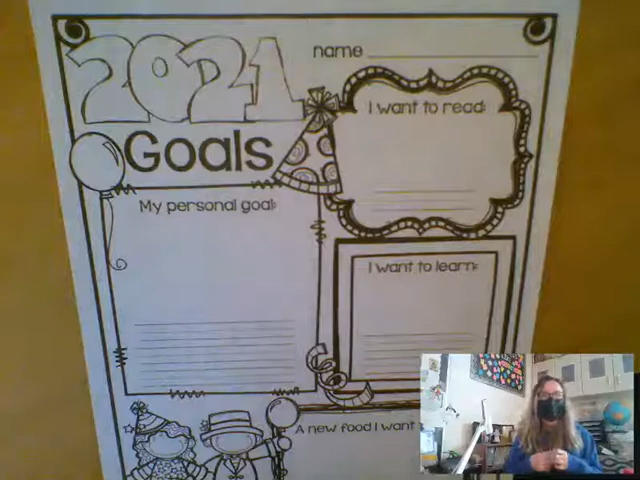 2021
name
Goals
I want to read:
My personal goal:
I want to learn:
A new food I want